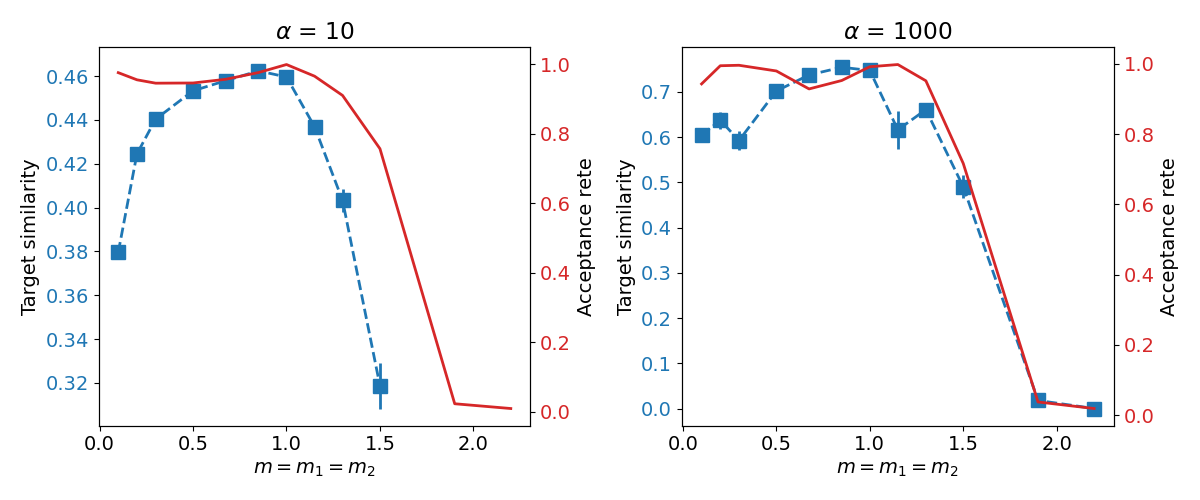 α = 10
0.46
0.44
0.42
0.40
0.38
0.36
0.34
0.32
Target similarity
1.0
0.8
0.6
0.4
0.2
0.0
Acceptance rete
0.0 0.5 1.0 1.5 2.0
m = m₁ = m₂
α = 1000
0.7
0.6
0.5
0.4
0.3
0.2
0.1
0.0
Target similarity
1.0
0.8
0.6
0.4
0.2
0.0
Acceptance rete
0.0 0.5 1.0 1.5 2.0
m = m₁ = m₂